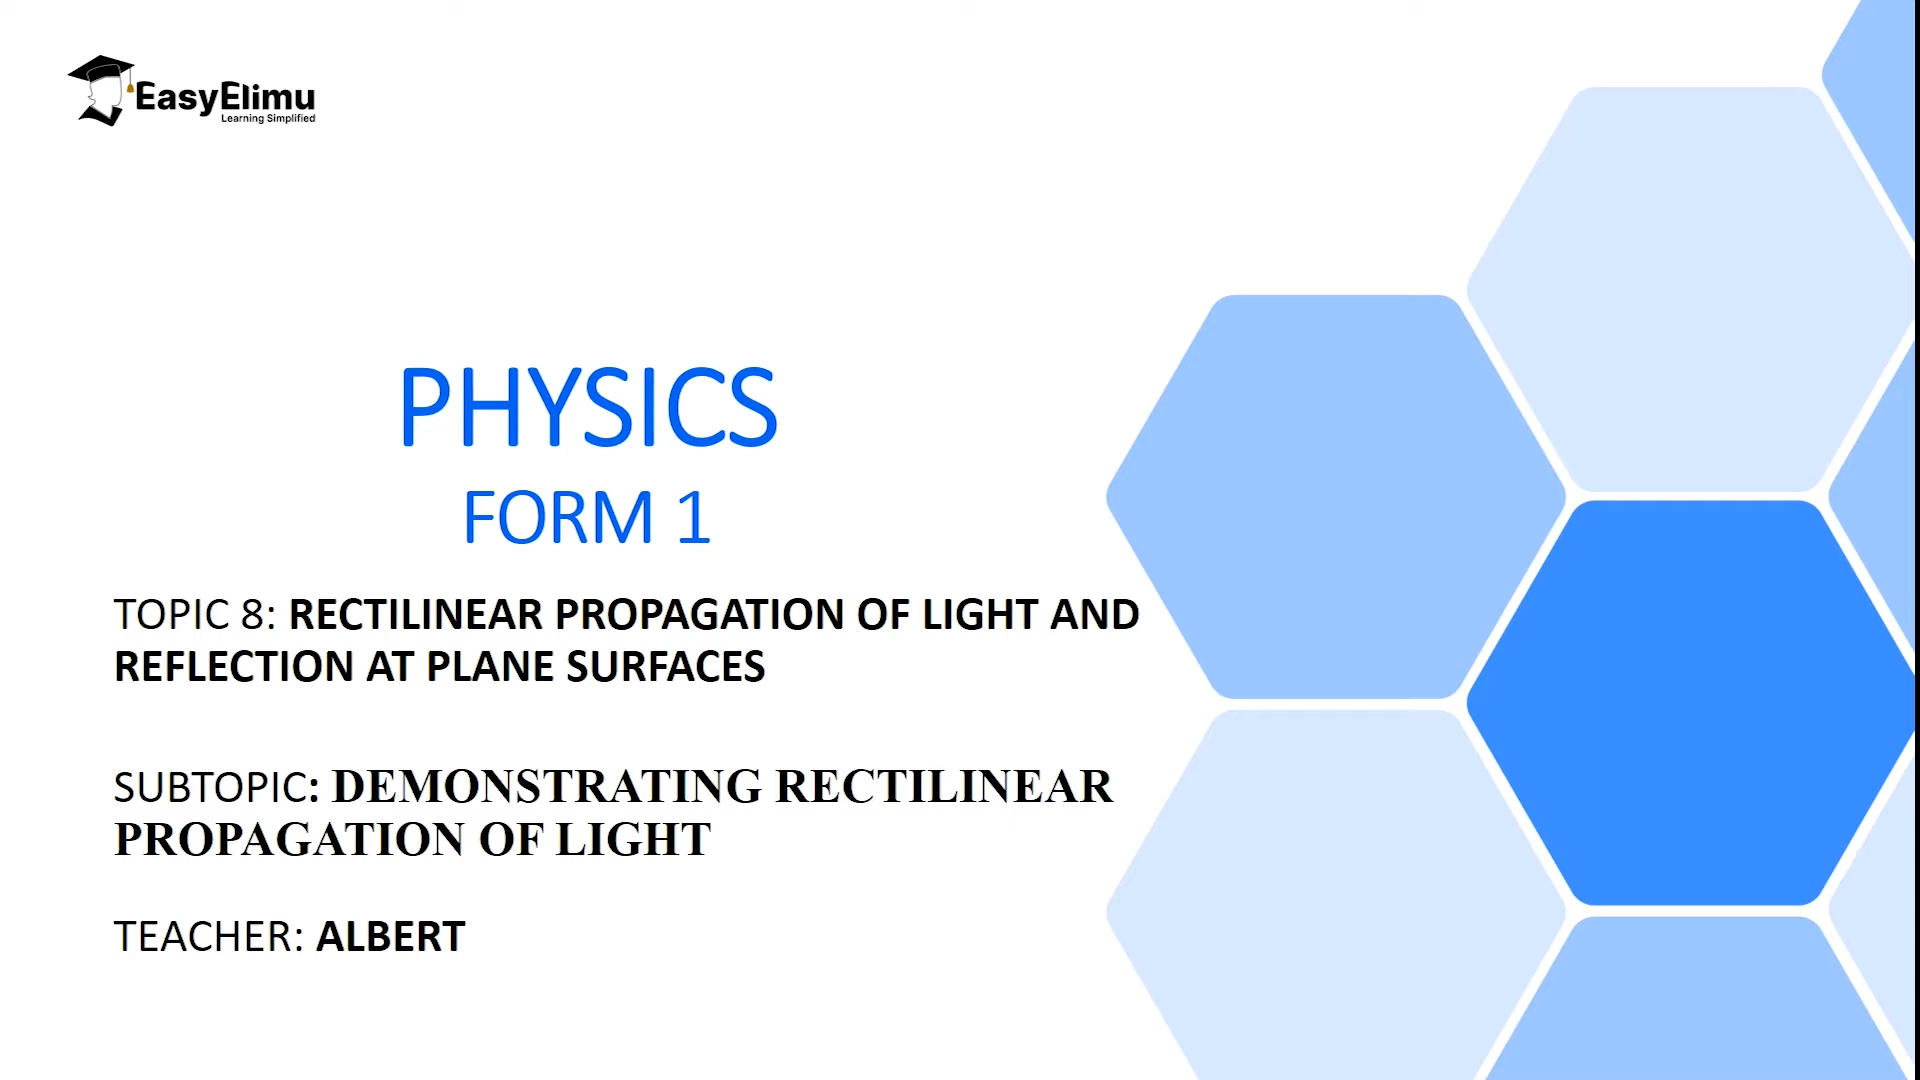 EasyElimu
Learning Simplified
PHYSICS
FORM 1
TOPIC 8: RECTILINEAR PROPAGATION OF LIGHT AND
REFLECTION AT PLANE SURFACES
SUBTOPIC: DEMONSTRATING RECTILINEAR
PROPAGATION OF LIGHT
TEACHER: ALBERT